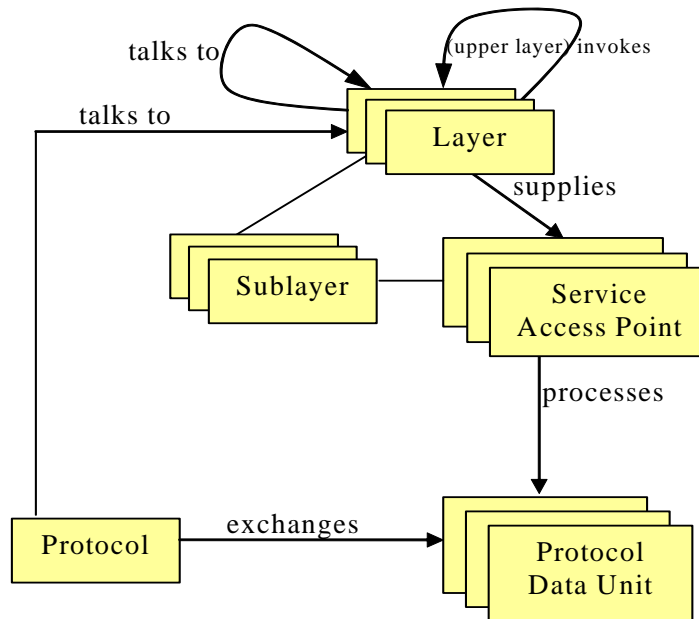 talks to
(upper layer) invokes
talks to
Layer
supplies
Sublayer
Service
Access Point
processes
exchanges
Protocol
Protocol
Data Unit